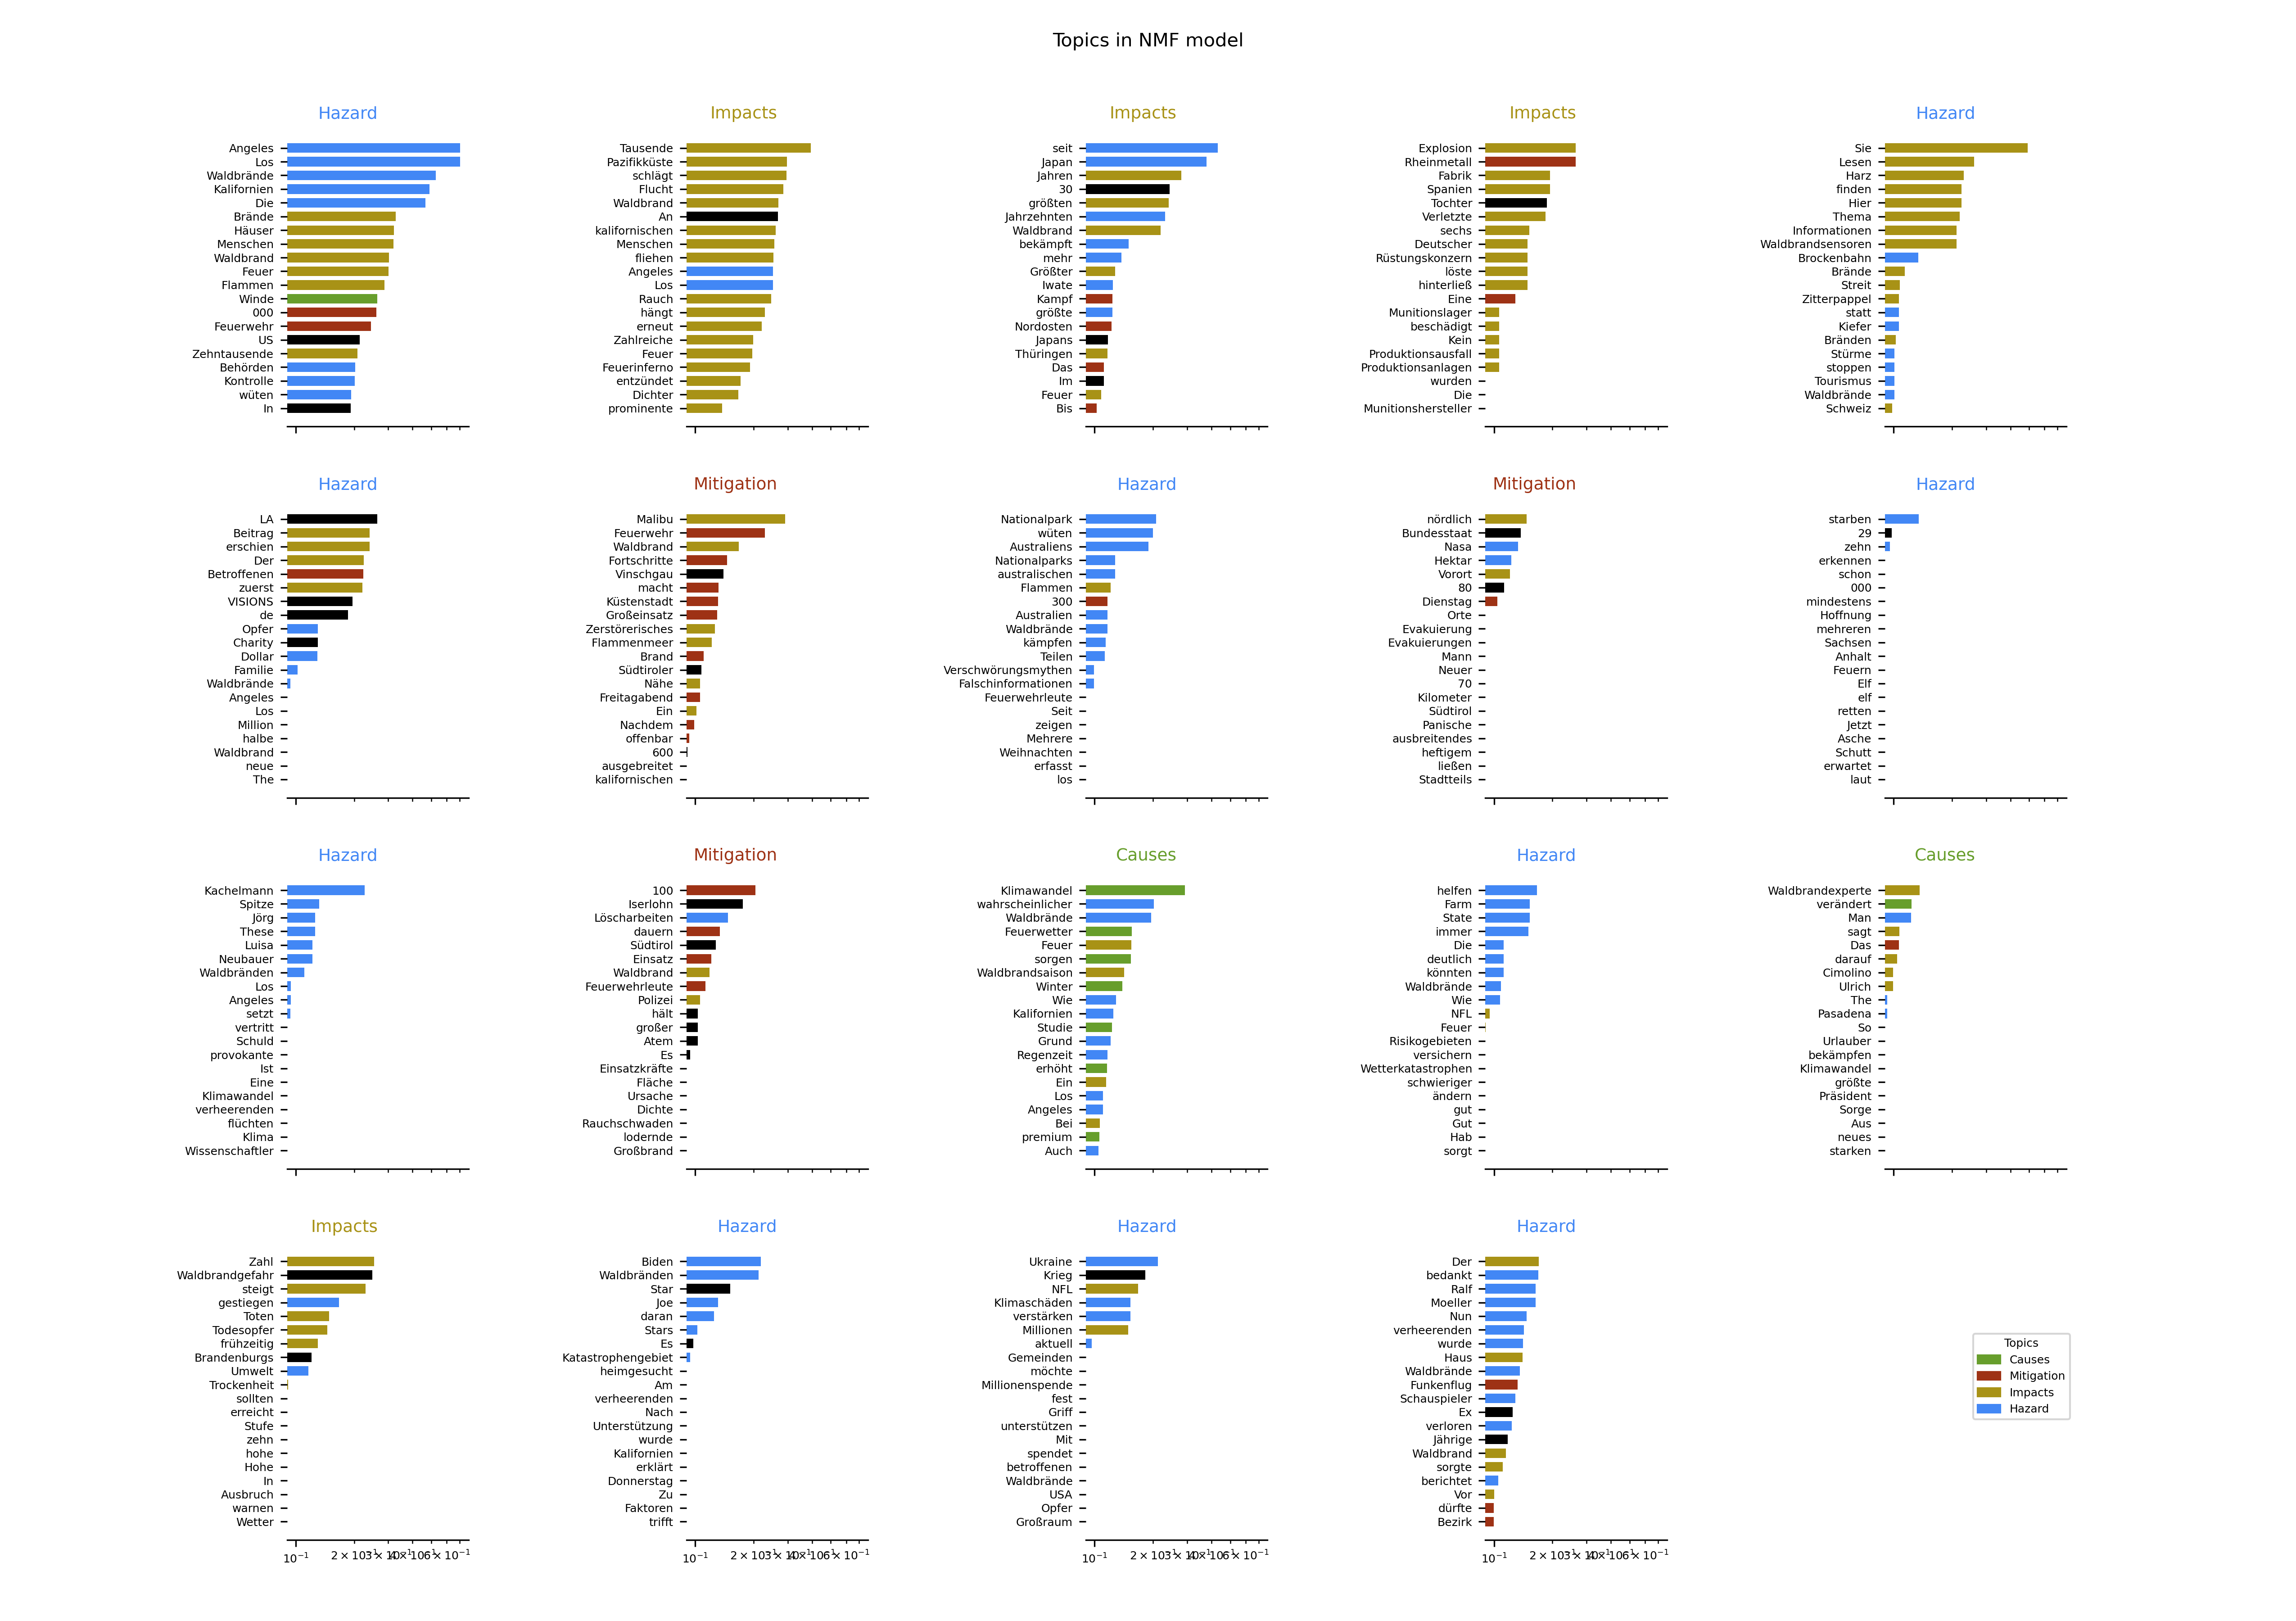 Topics in NMF model
Hazard
Angeles
Los
Waldbrände
Kalifornien
Die
Brände
Häuser
Menschen
Waldbrand
Feuer
Flammen
Winde
000
Feuerwehr
US
Zehntausende
Behörden
Kontrolle
wüten
In
Impacts
Tausende
Pazifikküste
schlägt
Flucht
Waldbrand
An
kalifornischen
Menschen
fliehen
Angeles
Los
Rauch
hängt
erneut
Zahlreiche
Feuer
Feuerinferno
entzündet
Dichter
prominente
Impacts
seit
Japan
Jahren
30
größten
Jahrzehnten
Waldbrand
bekämpft
mehr
Größter
Iwate
Kampf
größte
Nordosten
Japans
Thüringen
Das
Im
Feuer
Bis
Impacts
Explosion
Rheinmetall
Fabrik
Spanien
Tochter
Verletzte
sechs
Deutscher
Rüstungskonzern
löste
hinterließ
Eine
Munitionslager
beschädigt
Kein
Produktionsausfall
Produktionsanlagen
wurden
Die
Munitionshersteller
Hazard
Sie
Lesen
Harz
finden
Hier
Thema
Informationen
Waldbrandsensoren
Brockenbahn
Brände
Streit
Zitterpappel
statt
Kiefer
Bränden
Stürme
stoppen
Tourismus
Waldbrände
Schweiz
Hazard
LA
Beitrag
erschien
Der
Betroffenen
zuerst
VISIONS
de
Opfer
Charity
Dollar
Familie
Waldbrände
Angeles
Los
Million
halbe
Waldbrand
neue
The
Mitigation
Malibu
Feuerwehr
Waldbrand
Fortschritte
Vinschgau
macht
Küstenstadt
Großeinsatz
Zerstörerisches
Flammenmeer
Brand
Südtiroler
Nähe
Freitagabend
Ein
Nachdem
offenbar
600
ausgebreitet
kalifornischen
Hazard
Nationalpark
wüten
Australiens
Nationalparks
australischen
Flammen
300
Australien
Waldbrände
kämpfen
Teilen
Verschwörungsmythen
Falschinformationen
Feuerwehrleute
Seit
zeigen
Mehrere
Weihnachten
erfasst
los
Mitigation
nördlich
Bundesstaat
Nasa
Hektar
Vorort
80
Dienstag
Orte
Evakuierung
Evakuierungen
Mann
Neuer
70
Kilometer
Südtirol
Panische
ausbreitendes
heftigem
ließen
Stadtteils
Hazard
starben
29
zehn
erkennen
schon
000
mindestens
Hoffnung
mehreren
Sachsen
Anhalt
Feuern
Elf
elf
retten
Jetzt
Asche
Schutt
erwartet
laut
Hazard
Kachelmann
Spitze
Jörg
These
Luisa
Neubauer
Waldbränden
Los
Angeles
setzt
vertritt
Schuld
provokante
Ist
Eine
Klimawandel
verheerenden
flüchten
Klima
Wissenschaftler
Mitigation
100
Iserlohn
Löscharbeiten
dauern
Südtirol
Einsatz
Waldbrand
Feuerwehrleute
Polizei
hält
großer
Atem
Es
Einsatzkräfte
Fläche
Ursache
Dichte
Rauchschwaden
lodernde
Großbrand
Causes
Klimawandel
wahrscheinlicher
Waldbrände
Feuerwetter
Feuer
sorgen
Waldbrandsaison
Winter
Wie
Kalifornien
Studie
Grund
Regenzeit
erhöht
Ein
Los
Angeles
Bei
premium
Auch
Hazard
helfen
Farm
State
immer
Die
deutlich
könnten
Waldbrände
Wie
NFL
Feuer
Risikogebieten
versichern
Wetterkatastrophen
schwieriger
ändern
gut
Gut
Hab
sorgt
Causes
Waldbrandexperte
verändert
Man
sagt
Das
darauf
Cimolino
Ulrich
The
Pasadena
So
Urlauber
bekämpfen
Klimawandel
größte
Präsident
Sorge
Aus
neues
starken
Impacts
Zahl
Waldbrandgefahr
steigt
gestiegen
Toten
Todesopfer
frühzeitig
Brandenburgs
Umwelt
Trockenheit
sollten
erreicht
Stufe
zehn
hohe
Hohe
In
Ausbruch
warnen
Wetter
Hazard
Biden
Waldbränden
Star
Joe
daran
Stars
Es
Katastrophengebiet
heimgesucht
Am
verheerenden
Nach
Unterstützung
wurde
Kalifornien
erklärt
Donnerstag
Zu
Faktoren
trifft
Hazard
Ukraine
Krieg
NFL
Klimaschäden
verstärken
Millionen
aktuell
Gemeinden
möchte
Millionenspende
fest
Griff
unterstützen
Mit
spendet
betroffenen
Waldbrände
USA
Opfer
Großraum
Hazard
Der
bedankt
Ralf
Moeller
Nun
verheerenden
wurde
Haus
Waldbrände
Funkenflug
Schauspieler
Ex
verloren
Jährige
Waldbrand
sorgte
berichtet
Vor
dürfte
Bezirk
Topics
Causes
Mitigation
Impacts
Hazard
10⁻¹
10⁻¹
10⁻¹
10⁻¹